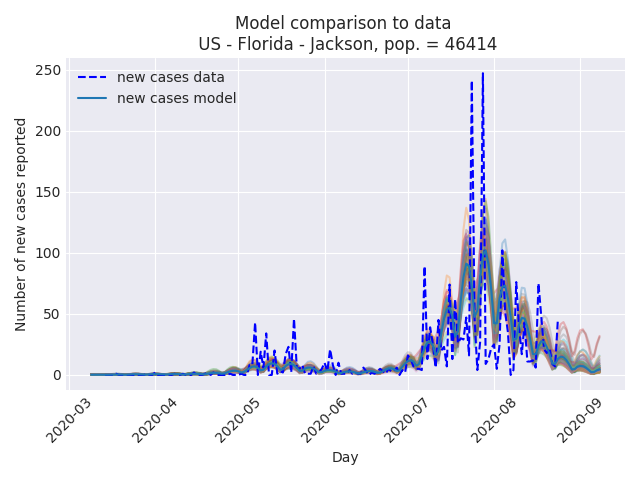 Model comparison to data
US - Florida - Jackson, pop. = 46414
new cases data
new cases model
Number of new cases reported
250
200
150
100
50
0
2020-03
2020-04
2020-05
2020-06
2020-07
2020-08
2020-09
Day